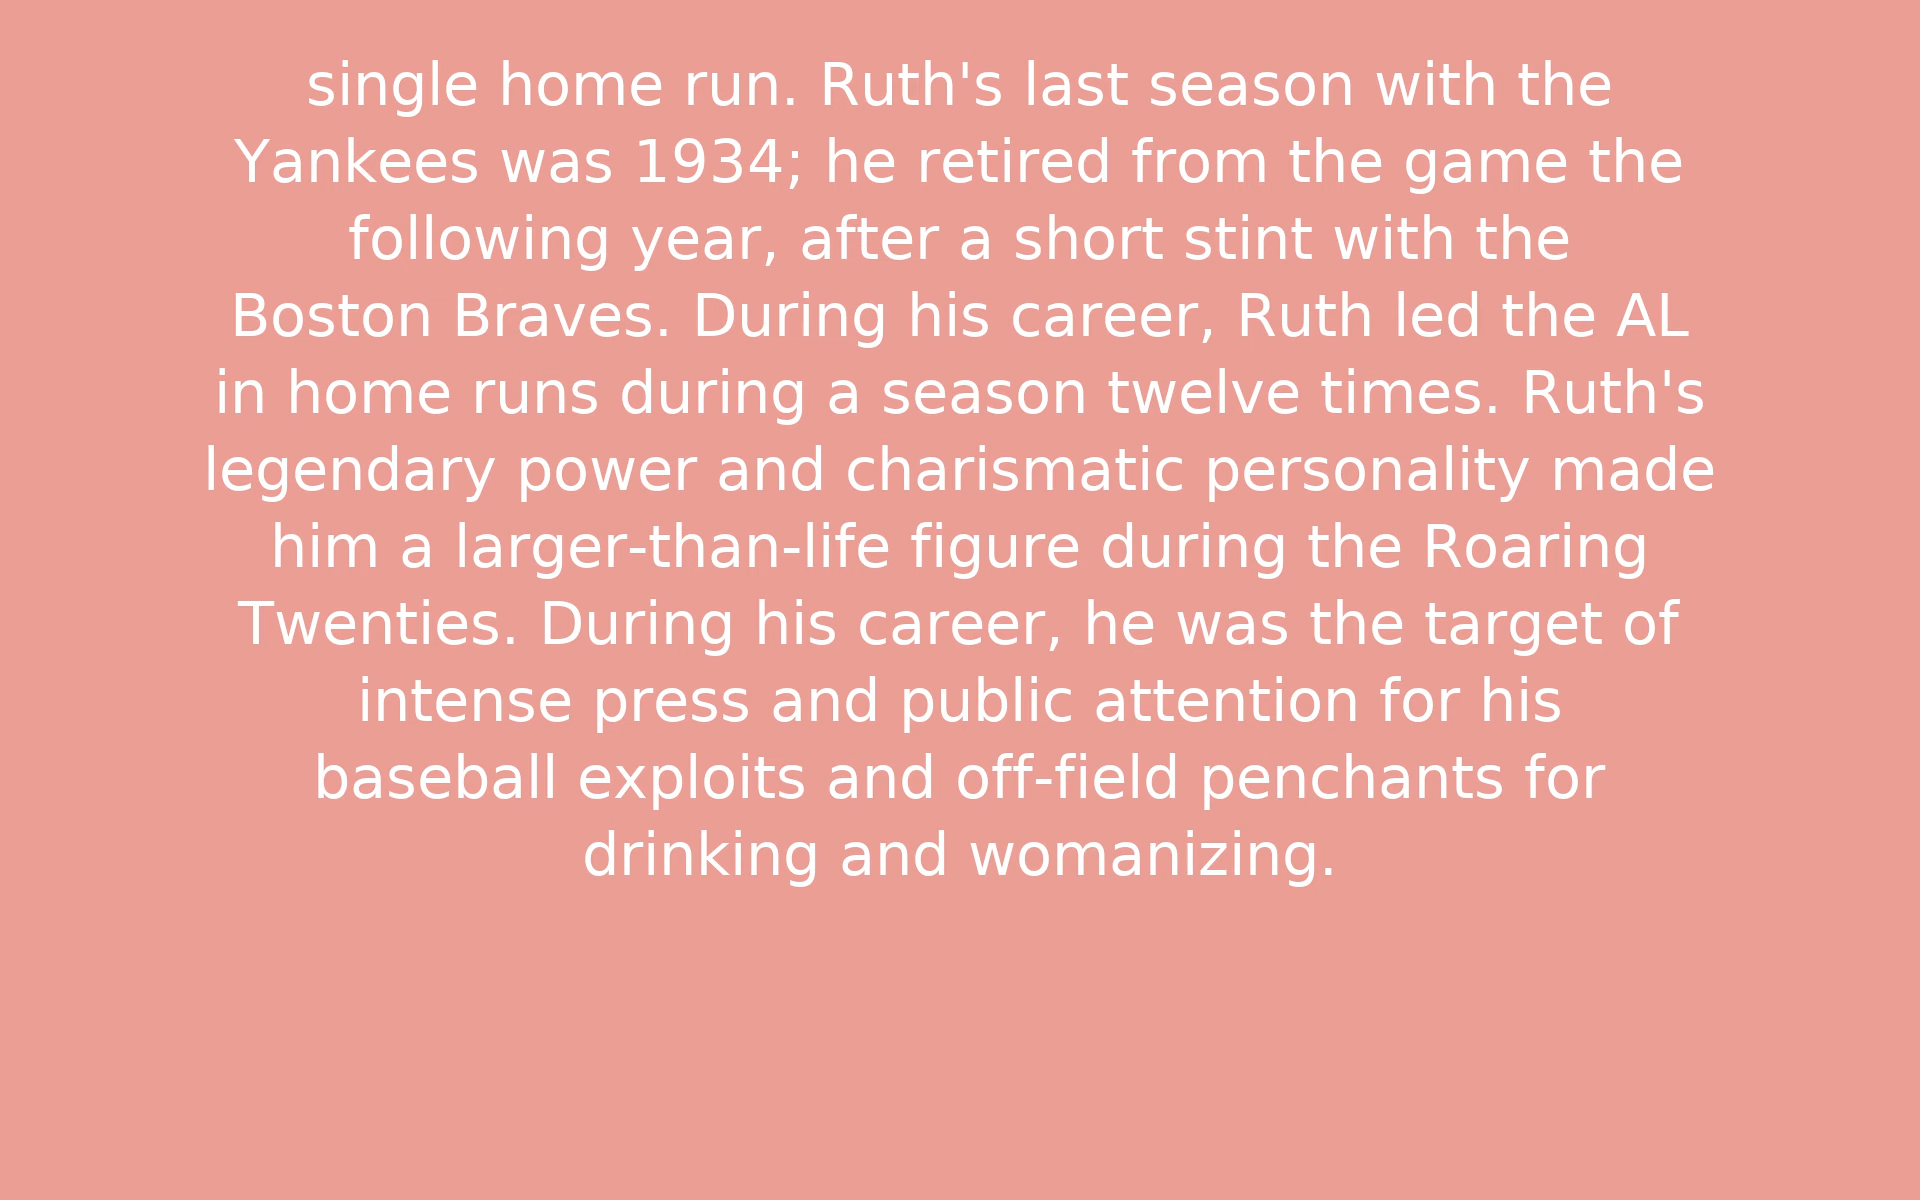 single home run. Ruth's last season with the
Yankees was 1934; he retired from the game the
following year, after a short stint with the
Boston Braves. During his career, Ruth led the AL
in home runs during a season twelve times. Ruth's
legendary power and charismatic personality made
him a larger-than-life figure during the Roaring
Twenties. During his career, he was the target of
intense press and public attention for his
baseball exploits and off-field penchants for
drinking and womanizing.